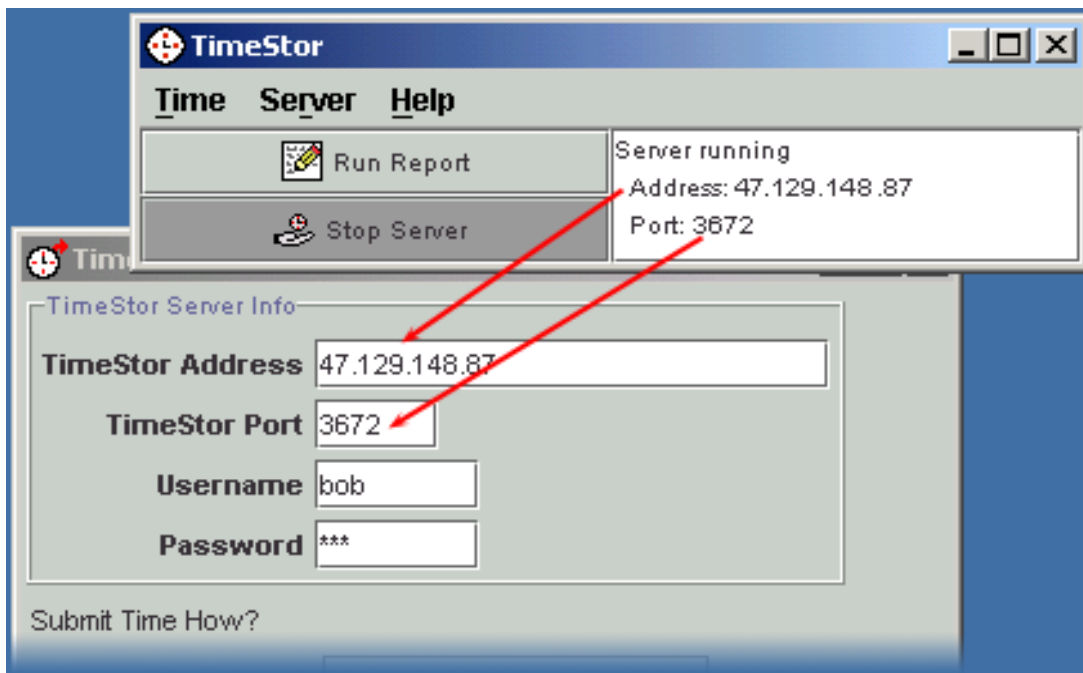 TimeStor
Time Server Help
Run Report
Stop Server
Server running
Address: 47.129.148.87
Port: 3672
TimeStor Server Info
TimeStor Address 47.129.148.87
TimeStor Port 3672
Username bob
Password ***
Submit Time How?